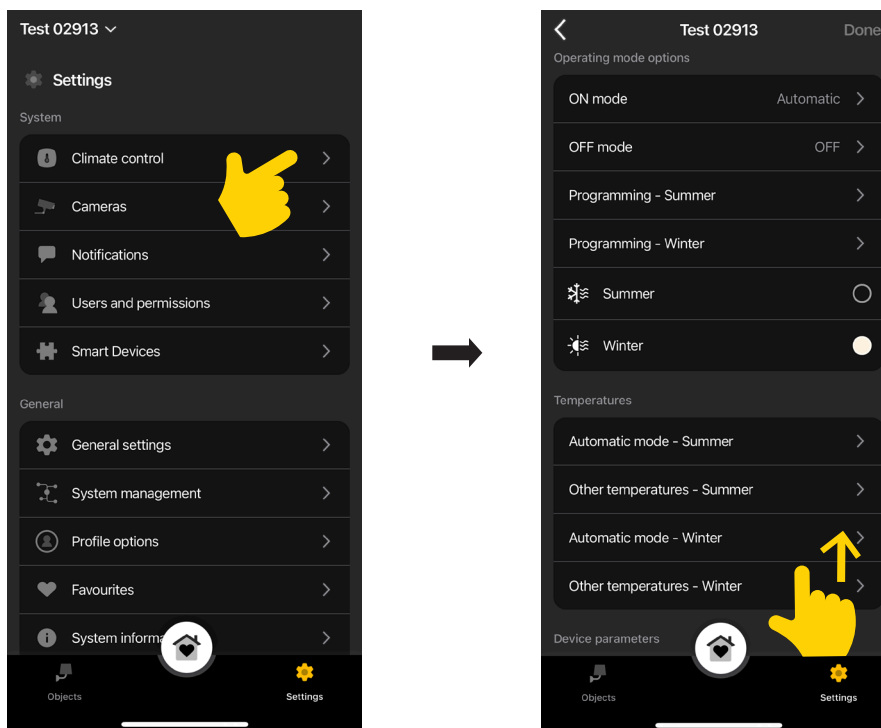 Test 02913
Settings
System
Climate control
Cameras
Notifications
Users and permissions
Smart Devices
General
General settings
System management
Profile options
Favourites
System informa
Objects
Settings
Test 02913
Done
Operating mode options
ON mode Automatic
OFF mode OFF
Programming - Summer
Programming - Winter
Summer
Winter
Temperatures
Automatic mode - Summer
Other temperatures - Summer
Automatic mode - Winter
Other temperatures - Winter
Device parameters
Objects
Settings